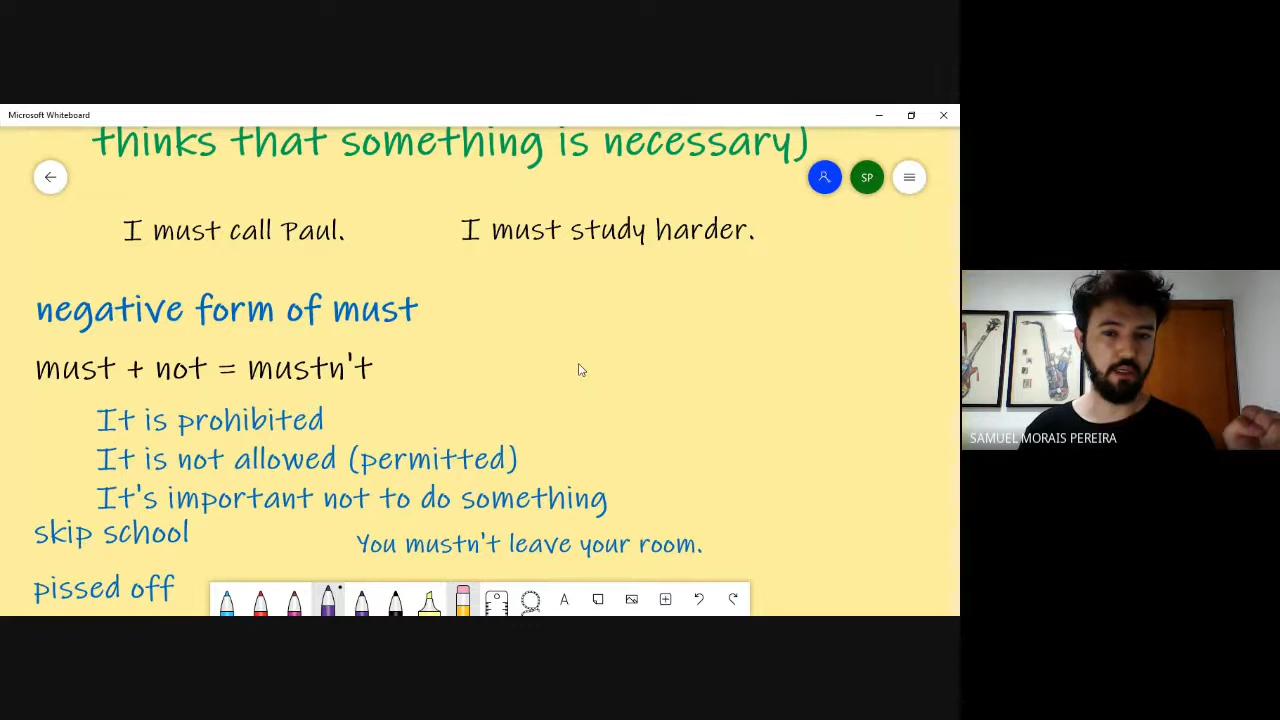 Microsoft Whiteboard
thinks that something is necessary)
SP
I must call Paul. I must study harder.
negative form of must
must + not = mustn't
It is prohibited
It is not allowed (permitted)
It's important not to do something
skip school
You mustn't leave your room.
pissed off
A
SAMUEL MORAIS PEREIRA